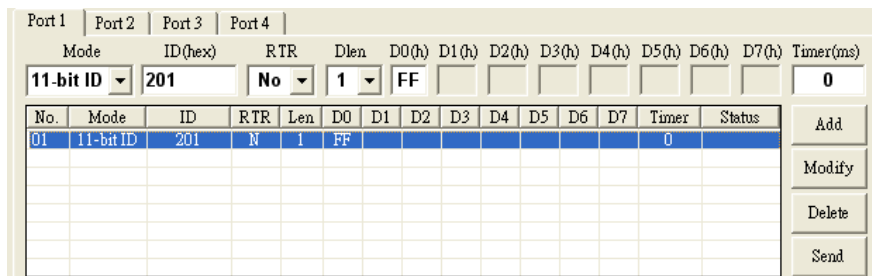 Port 1 Port 2 Port 3 Port 4
Mode ID(hex) RTR Dlen D0(h) D1(h) D2(h) D3(h) D4(h) D5(h) D6(h) D7(h) Timer(ms)
11-bit ID 201 No 1 FF 0
No. Mode ID RTR Len D0 D1 D2 D3 D4 D5 D6 D7 Timer Status
01 11-bit ID 201 N 1 FF 0
Add
Modify
Delete
Send